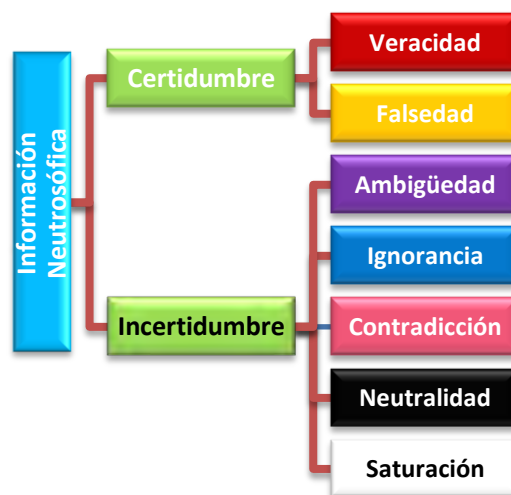 Información
Neutrosófica
Certidumbre
Veracidad
Falsedad
Incertidumbre
Ambigüedad
Ignorancia
Contradicción
Neutralidad
Saturación